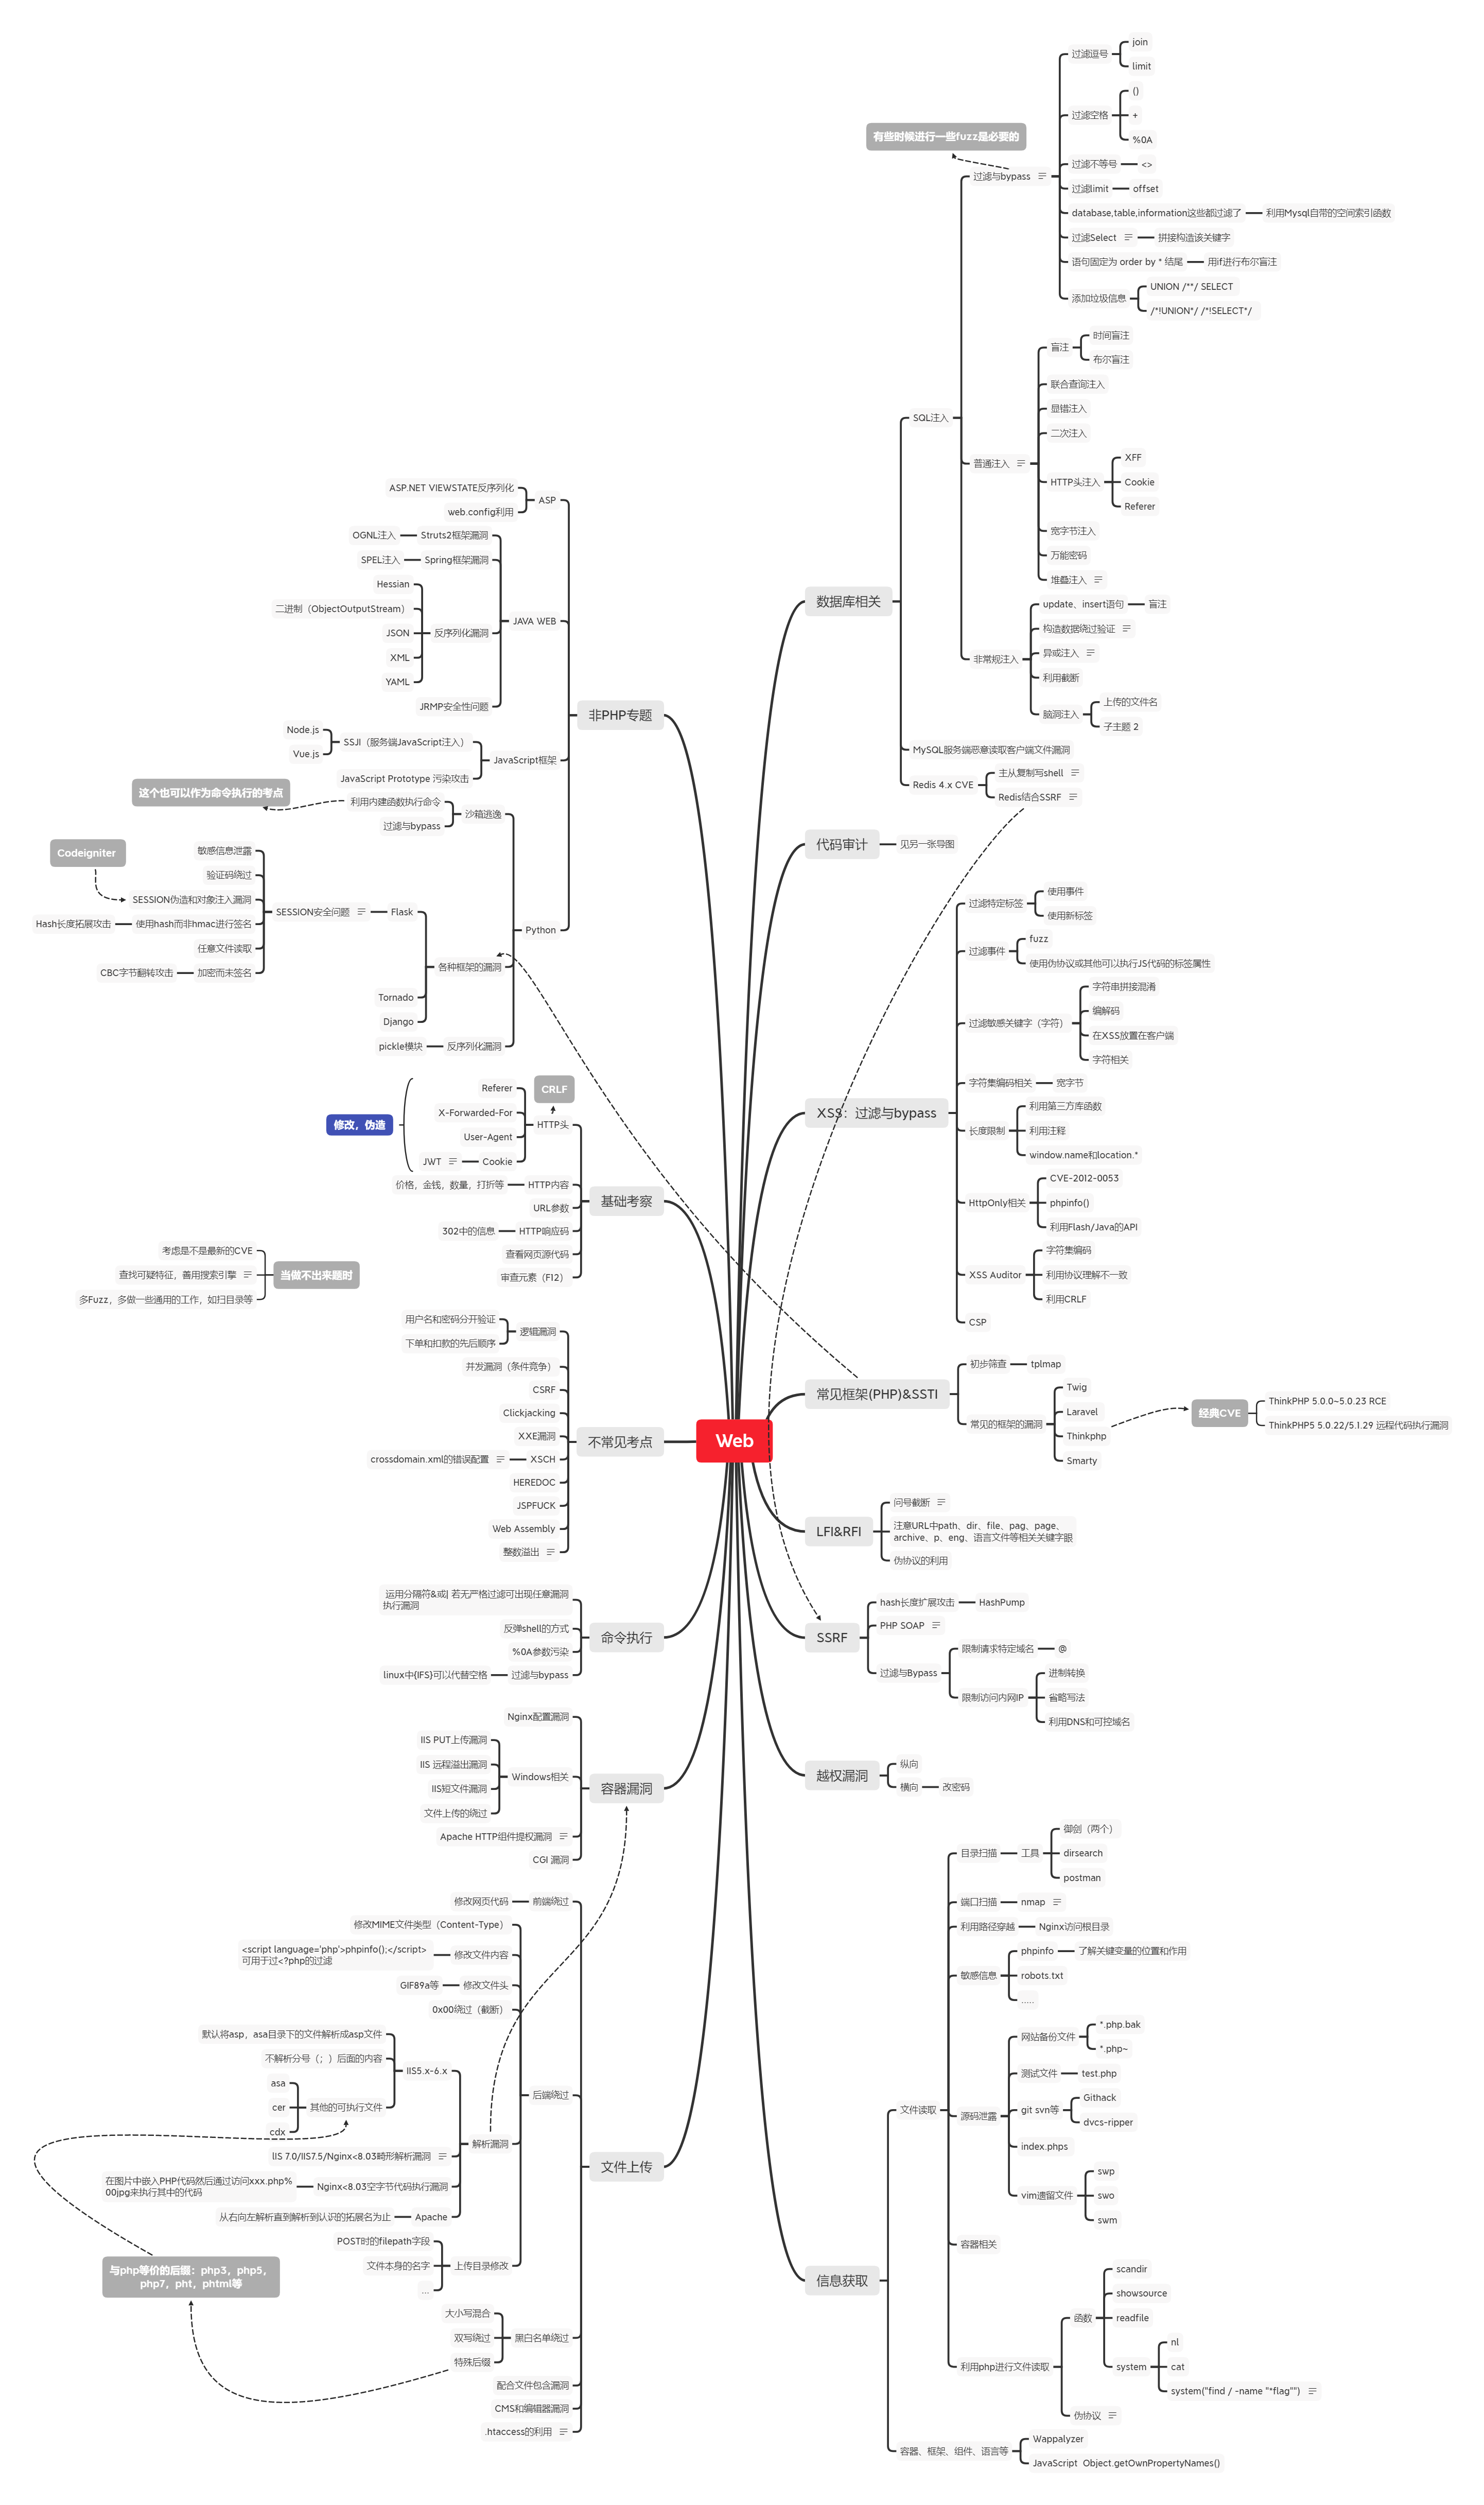 Web
数据库相关
SQL注入
有些时候进行一些fuzz是必要的
过滤与bypass
过滤逗号
join
limit
过滤空格
()
+
%0A
过滤不等号
<>
过滤limit
offset
database,table,information这些都过滤了
利用Mysql自带的空间索引函数
过滤Select
拼接构造该关键字
语句固定为 order by * 结尾
用if进行布尔盲注
添加垃圾信息
UNION /**/ SELECT
/*!UNION*/ /*!SELECT*/
普通注入
盲注
时间盲注
布尔盲注
联合查询注入
显错注入
二次注入
HTTP头注入
XFF
Cookie
Referer
宽字节注入
万能密码
堆叠注入
非常规注入
update、insert语句
盲注
构造数据绕过验证
异或注入
利用截断
脑洞注入
上传的文件名
子主题 2
MySQL服务端恶意读取客户端文件漏洞
Redis 4.x CVE
主从复制写shell
Redis结合SSRF
代码审计
见另一张导图
XSS：过滤与bypass
过滤特定标签
使用事件
使用新标签
过滤事件
fuzz
使用伪协议或其他可以执行JS代码的标签属性
过滤敏感关键字（字符）
字符串拼接混淆
编解码
在XSS放置在客户端
字符相关
字符集编码相关
宽字节
长度限制
利用第三方库函数
利用注释
window.name和location.*
HttpOnly相关
CVE-2012-0053
phpinfo()
利用Flash/Java的API
XSS Auditor
字符集编码
利用协议理解不一致
利用CRLF
CSP
常见框架(PHP)&SSTI
初步筛查
tplmap
常见的框架的漏洞
Twig
Laravel
Thinkphp
Smarty
经典CVE
ThinkPHP 5.0.0~5.0.23 RCE
ThinkPHP5 5.0.22/5.1.29 远程代码执行漏洞
LFI&RFI
问号截断
注意URL中path、dir、file、pag、page、
archive、p、eng、语言文件等相关关键字眼
伪协议的利用
SSRF
hash长度扩展攻击
HashPump
PHP SOAP
过滤与Bypass
限制请求特定域名
@
限制访问内网IP
进制转换
省略写法
利用DNS和可控域名
越权漏洞
纵向
横向
改密码
信息获取
文件读取
目录扫描
工具
御剑（两个）
dirsearch
postman
端口扫描
nmap
利用路径穿越
Nginx访问根目录
敏感信息
phpinfo
了解关键变量的位置和作用
robots.txt
.....
源码泄露
网站备份文件
*.php.bak
*.php~
测试文件
test.php
git svn等
Githack
dvcs-ripper
index.phps
vim遗留文件
swp
swo
swm
容器相关
利用php进行文件读取
函数
scandir
showsource
readfile
system
nl
cat
system("find / -name "*flag"")
伪协议
容器、框架、组件、语言等
Wappalyzer
JavaScript Object.getOwnPropertyNames()
非PHP专题
ASP
ASP.NET VIEWSTATE反序列化
web.config利用
JAVA WEB
Struts2框架漏洞
OGNL注入
Spring框架漏洞
SPEL注入
反序列化漏洞
Hessian
二进制（ObjectOutputStream）
JSON
XML
YAML
JRMP安全性问题
JavaScript框架
SSJI（服务端JavaScript注入）
Node.js
Vue.js
JavaScript Prototype 污染攻击
Python
沙箱逃逸
利用内建函数执行命令
过滤与bypass
这个也可以作为命令执行的考点
各种框架的漏洞
Flask
SESSION安全问题
敏感信息泄露
验证码绕过
SESSION伪造和对象注入漏洞
Codeigniter
使用hash而非hmac进行签名
Hash长度拓展攻击
任意文件读取
加密而未签名
CBC字节翻转攻击
Tornado
Django
反序列化漏洞
pickle模块
基础考察
HTTP头
CRLF
Referer
X-Forwarded-For
User-Agent
Cookie
JWT
修改，伪造
HTTP内容
价格，金钱，数量，打折等
URL参数
HTTP响应码
302中的信息
查看网页源代码
审查元素（F12）
当做不出来题时
考虑是不是最新的CVE
查找可疑特征，善用搜索引擎
多Fuzz，多做一些通用的工作，如扫目录等
不常见考点
逻辑漏洞
用户名和密码分开验证
下单和扣款的先后顺序
并发漏洞（条件竞争）
CSRF
Clickjacking
XXE漏洞
XSCH
crossdomain.xml的错误配置
HEREDOC
JSPFUCK
Web Assembly
整数溢出
命令执行
运用分隔符&或| 若无严格过滤可出现任意漏洞
执行漏洞
反弹shell的方式
%0A参数污染
过滤与bypass
linux中{IFS}可以代替空格
容器漏洞
Nginx配置漏洞
Windows相关
IIS PUT上传漏洞
IIS 远程溢出漏洞
IIS短文件漏洞
文件上传的绕过
Apache HTTP组件提权漏洞
CGI 漏洞
文件上传
前端绕过
修改网页代码
后端绕过
修改MIME文件类型（Content-Type）
修改文件内容
<script language='php'>phpinfo();</script>
可用于过<?php的过滤
修改文件头
GIF89a等
0x00绕过（截断）
解析漏洞
IIS5.x-6.x
默认将asp，asa目录下的文件解析成asp文件
不解析分号（；）后面的内容
其他的可执行文件
asa
cer
cdx
IIS 7.0/IIS7.5/Nginx<8.03畸形解析漏洞
Nginx<8.03空字节代码执行漏洞
在图片中嵌入PHP代码然后通过访问xxx.php%
00jpg来执行其中的代码
Apache
从右向左解析直到解析到认识的拓展名为止
上传目录修改
POST时的filepath字段
文件本身的名字
...
黑白名单绕过
大小写混合
双写绕过
特殊后缀
与php等价的后缀：php3，php5，
php7，pht，phtml等
配合文件包含漏洞
CMS和编辑器漏洞
.htaccess的利用